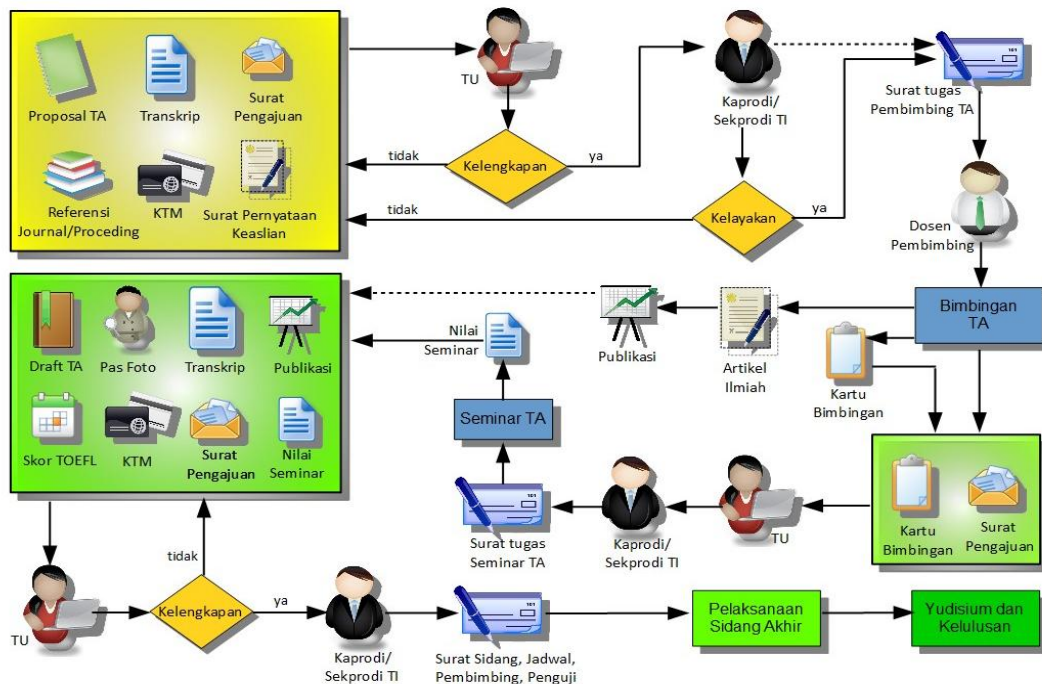 Proposal TA
Transkrip
Surat
Pengajuan
Referensi
Journal/Proceding
KTM
Surat Pernyataan
Keaslian
TU
Kelengkapan
tidak
ya
Kaprodi/
Sekprodi TI
Kelayakan
tidak
ya
Surat tugas
Pembimbing TA
Dosen
Pembimbing
Bimbingan
TA
Artikel
Ilmiah
Publikasi
Kartu
Bimbingan
Kartu
Bimbingan
Surat
Pengajuan
TU
Kaprodi/
Sekprodi TI
Surat tugas
Seminar TA
Seminar TA
Nilai
Seminar
Draft TA
Pas Foto
Transkrip
Publikasi
Skor TOEFL
KTM
Surat
Pengajuan
Nilai
Seminar
TU
Kelengkapan
tidak
ya
Kaprodi/
Sekprodi TI
Surat Sidang, Jadwal,
Pembimbing, Penguji
Pelaksanaan
Sidang Akhir
Yudisium dan
Kelulusan